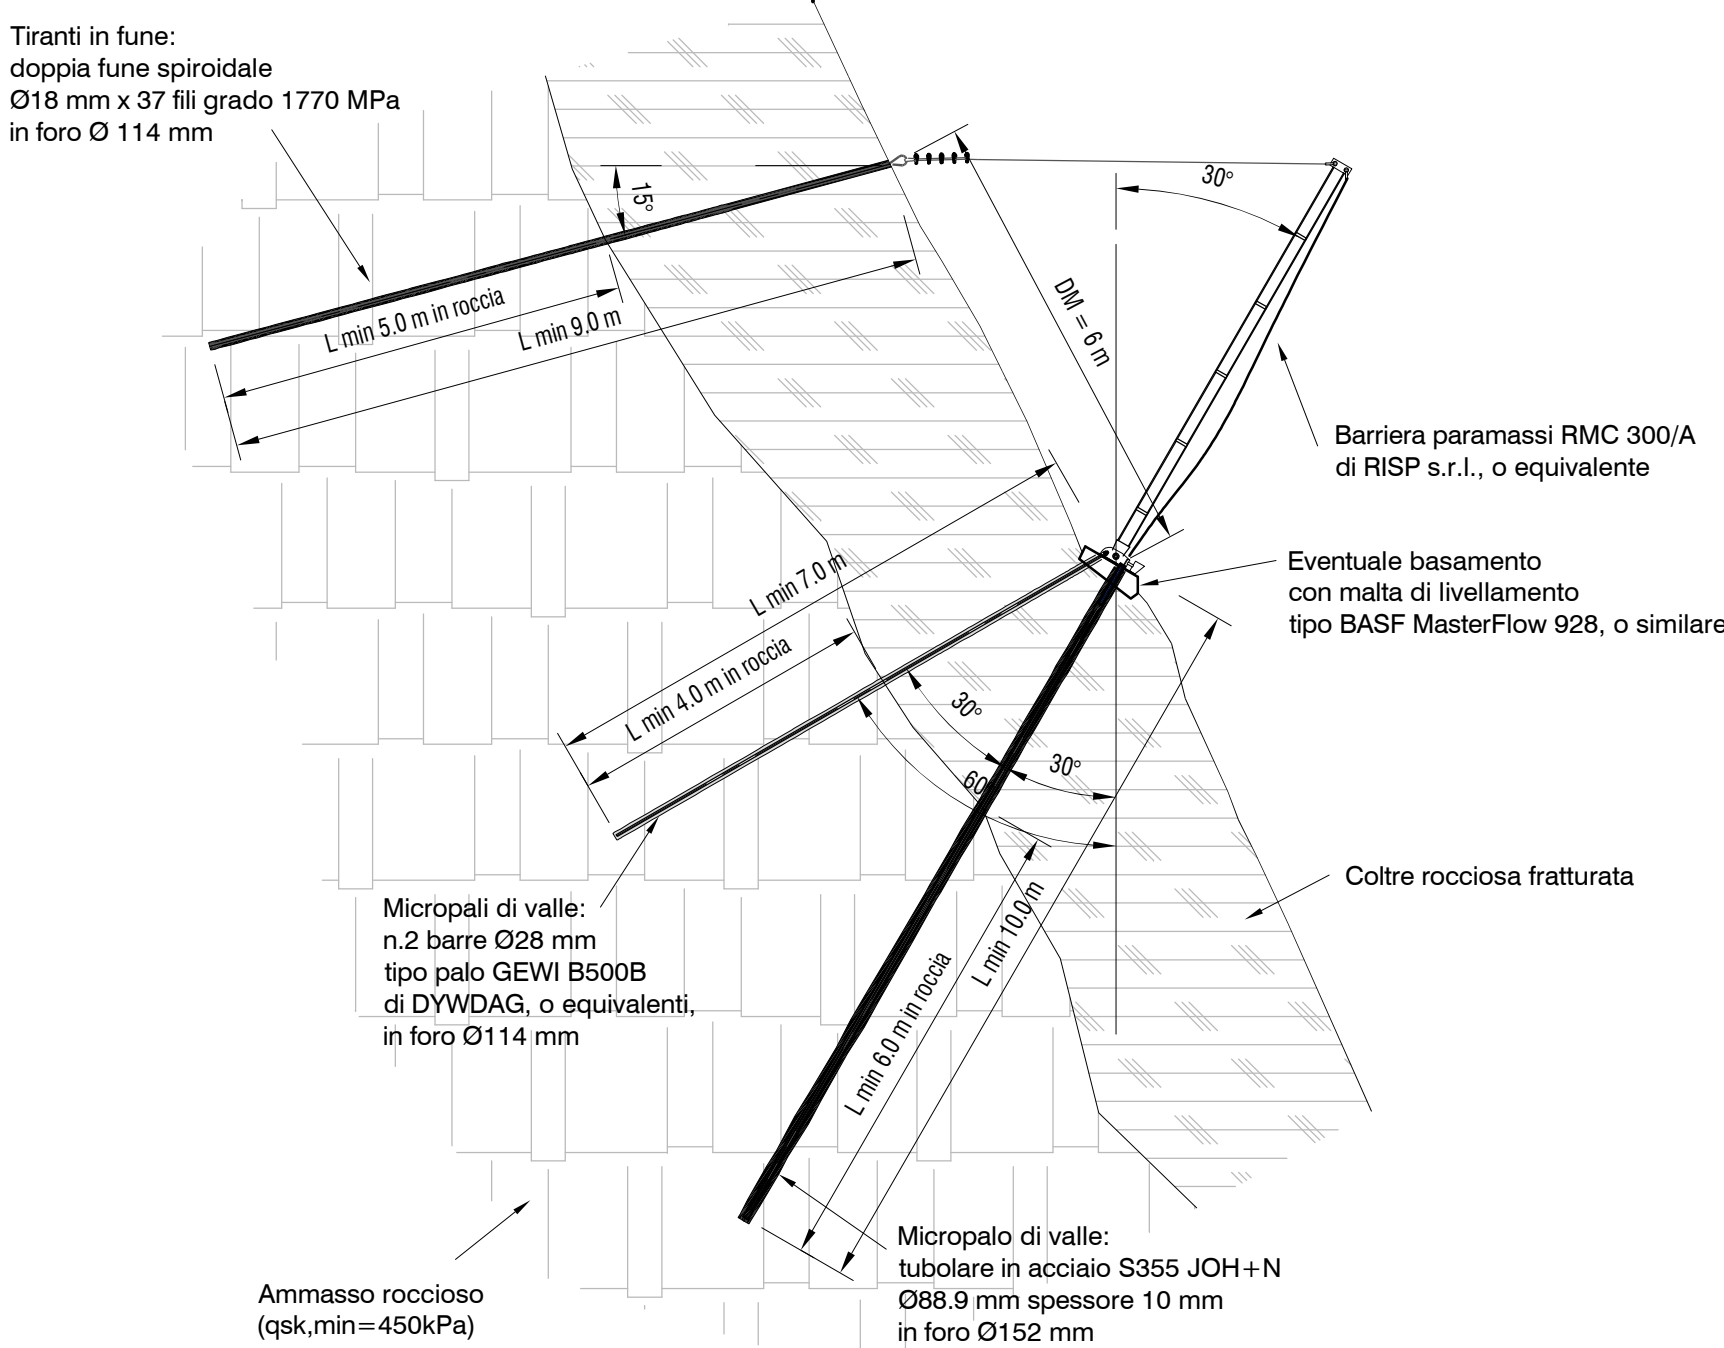 Tiranti in fune:
doppia fune spiroidale
Ø18 mm x 37 fili grado 1770 MPa
in foro Ø 114 mm
15°
30°
L min 5.0 m in roccia
L min 9.0 m
DM = 6 m
Barriera paramassi RMC 300/A
di RISP s.r.l., o equivalente
Eventuale basamento
con malta di livellamento
tipo BASF MasterFlow 928, o similare
L min 7.0 m
L min 4.0 m in roccia
30°
30°
60°
Coltre rocciosa fratturata
Micropali di valle:
n.2 barre Ø28 mm
tipo palo GEWI B500B
di DYWDAG, o equivalenti,
in foro Ø114 mm
L min 6.0 m in roccia
L min 10.0 m
Micropalo di valle:
tubolare in acciaio S355 JOH+N
Ø88.9 mm spessore 10 mm
in foro Ø152 mm
Ammasso roccioso
(qsk,min=450kPa)